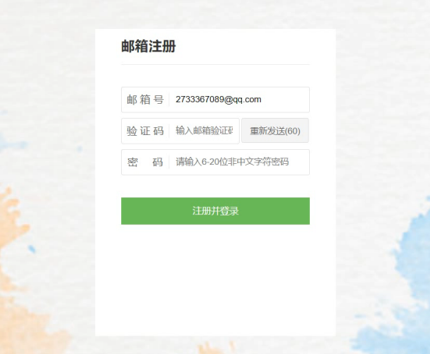 邮箱注册
邮 箱 号 2733367089@qq.com
验 证 码 输入邮箱验证码 重新发送(60)
密 码 请输入6-20位非中文字符密码
注册并登录